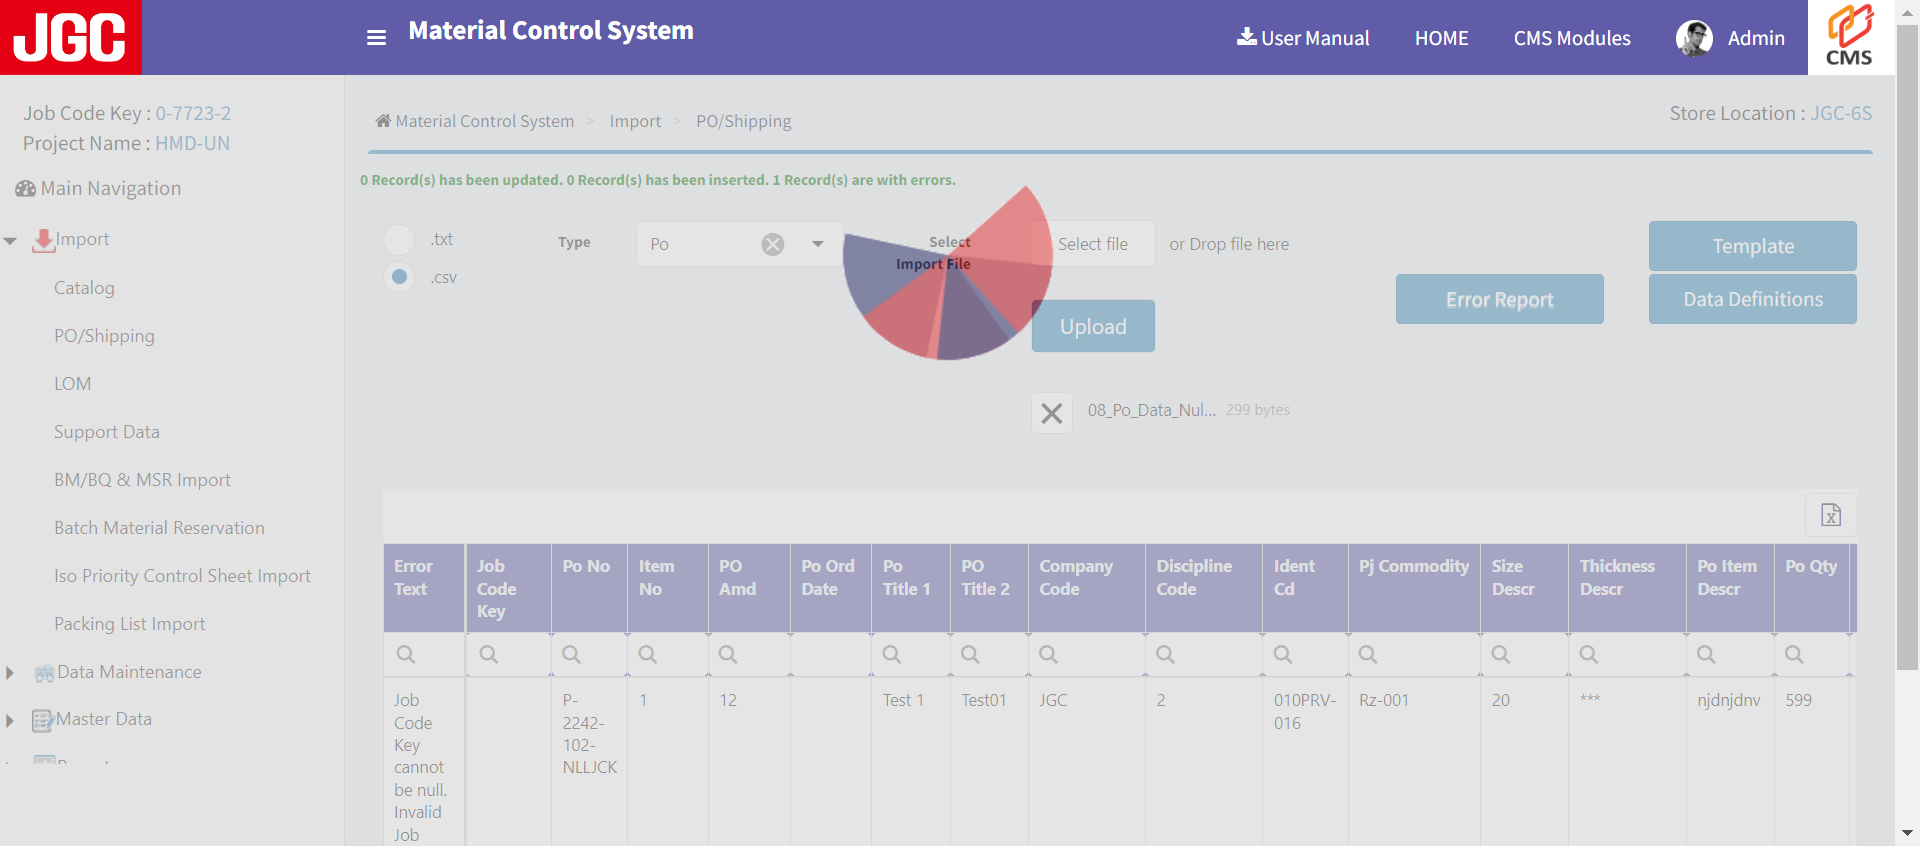 JGC
Material Control System
User Manual
HOME
CMS Modules
Admin
CMS
Job Code Key : 0-7723-2
Project Name : HMD-UN
Main Navigation
Import
Catalog
PO/Shipping
LOM
Support Data
BM/BQ & MSR Import
Batch Material Reservation
Iso Priority Control Sheet Import
Packing List Import
Data Maintenance
Master Data
Material Control System > Import > PO/Shipping
Store Location : JGC-6S
0 Record(s) has been updated. 0 Record(s) has been inserted. 1 Record(s) are with errors.
.txt
.csv
Type
Po
Select
Import File
Select file
or Drop file here
Upload
Template
Error Report
Data Definitions
08_Po_Data_Nul... 299 bytes
Error
Text
Job
Code
Key
Po No
Item
No
PO
Amd
Po Ord
Date
Po
Title 1
PO
Title 2
Company
Code
Discipline
Code
Ident
Cd
Pj Commodity
Size
Descr
Thickness
Descr
Po Item
Descr
Po Qty
Job
Code
Key
cannot
be null.
Invalid
Job
P-
2242-
102-
NLLJCK
1
12
Test 1
Test01
JGC
2
010PRV-
016
Rz-001
20
***
njdnjdnv
599